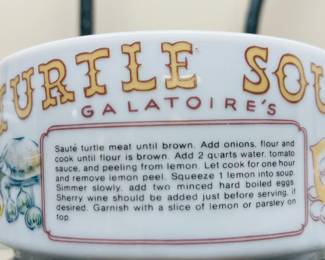 TURTLE SOU
GALATOIRE'S
Sauté turtle meat until brown. Add onions, flour and
cook until flour is brown. Add 2 quarts water, tomato
sauce, and peeling from lemon. Let cook for one hour
and remove lemon peel. Squeeze 1 lemon into soup.
Simmer slowly, add two minced hard boiled eggs.
Sherry wine should be added just before serving, if
desired. Garnish with a slice of lemon or parsley on
top.